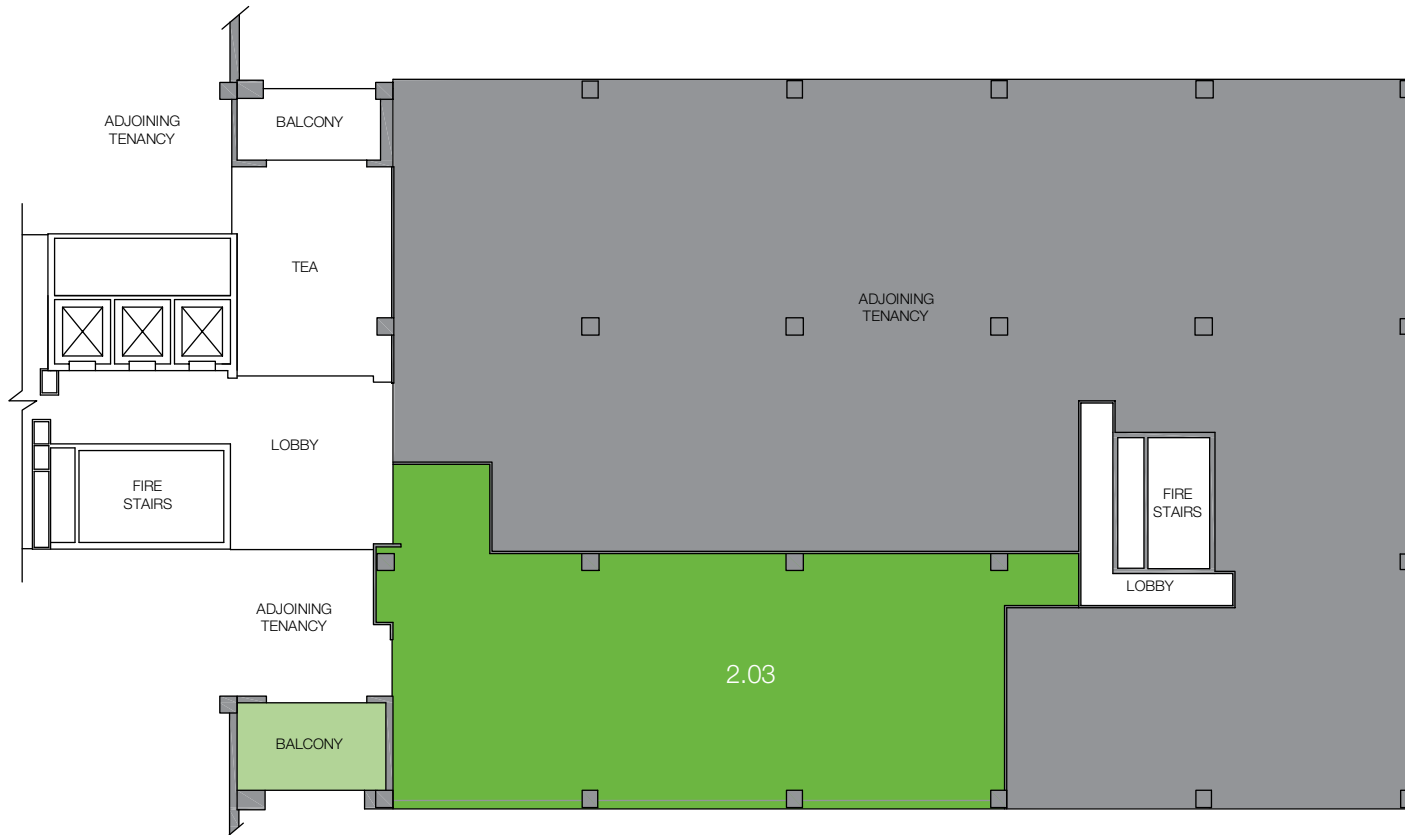 ADJOINING
TENANCY
BALCONY
TEA
ADJOINING
TENANCY
LOBBY
FIRE
STAIRS
FIRE
STAIRS
LOBBY
ADJOINING
TENANCY
2.03
BALCONY